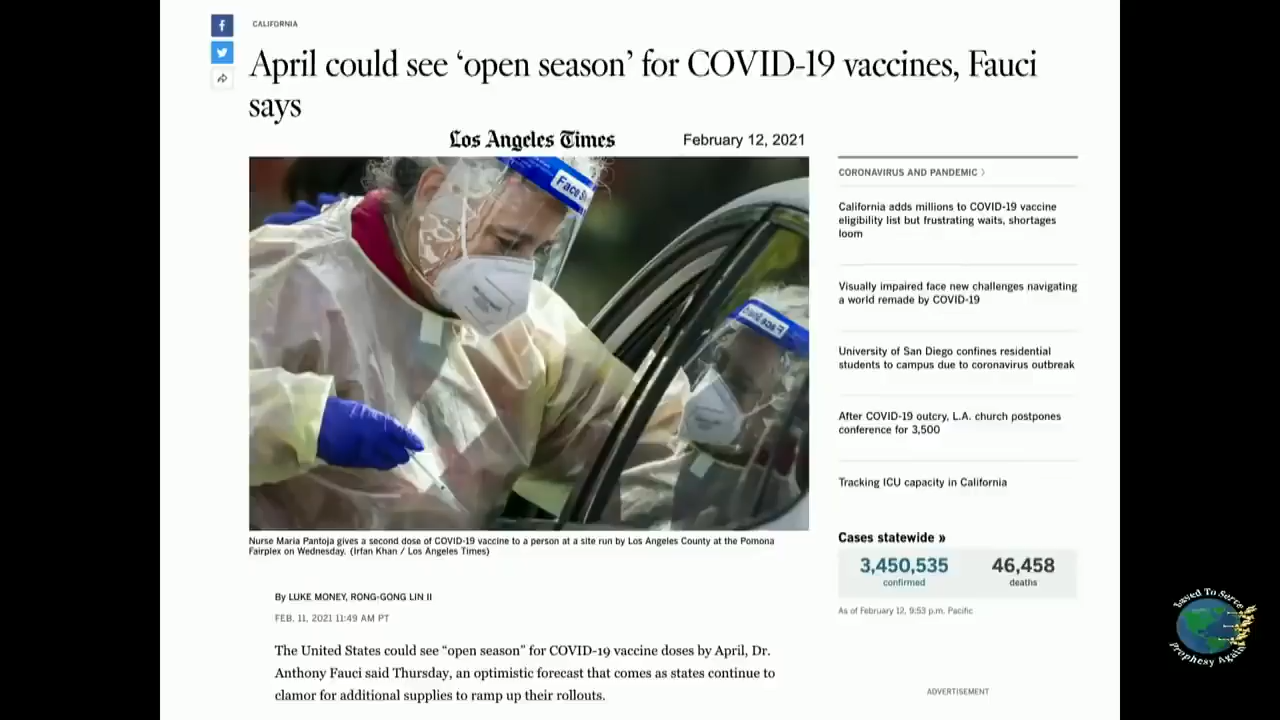 CALIFORNIA
April could see ‘open season’ for COVID-19 vaccines, Fauci
says
Los Angeles Times
February 12, 2021
Face S
CORONAVIRUS AND PANDEMIC
California adds millions to COVID-19 vaccine
eligibility list but frustrating waits, shortages
loom
Visually impaired face new challenges navigating
a world remade by COVID-19
University of San Diego confines residential
students to campus due to coronavirus outbreak
After COVID-19 outcry, L.A. church postpones
conference for 3,500
Tracking ICU capacity in California
Nurse Maria Pantoja gives a second dose of COVID-19 vaccine to a person at a site run by Los Angeles County at the Pomona
Fairplex on Wednesday. (Irfan Khan / Los Angeles Times)
Cases statewide »
3,450,535
confirmed
46,458
deaths
As of February 12, 9:53 p.m. Pacific
By LUKE MONEY, RONG-GONG LIN II
FEB. 11, 2021 11:49 AM PT
The United States could see “open season” for COVID-19 vaccine doses by April, Dr.
Anthony Fauci said Thursday, an optimistic forecast that comes as states continue to
clamor for additional supplies to ramp up their rollouts.
ADVERTISEMENT
Saved To Serve
Prophesy Again